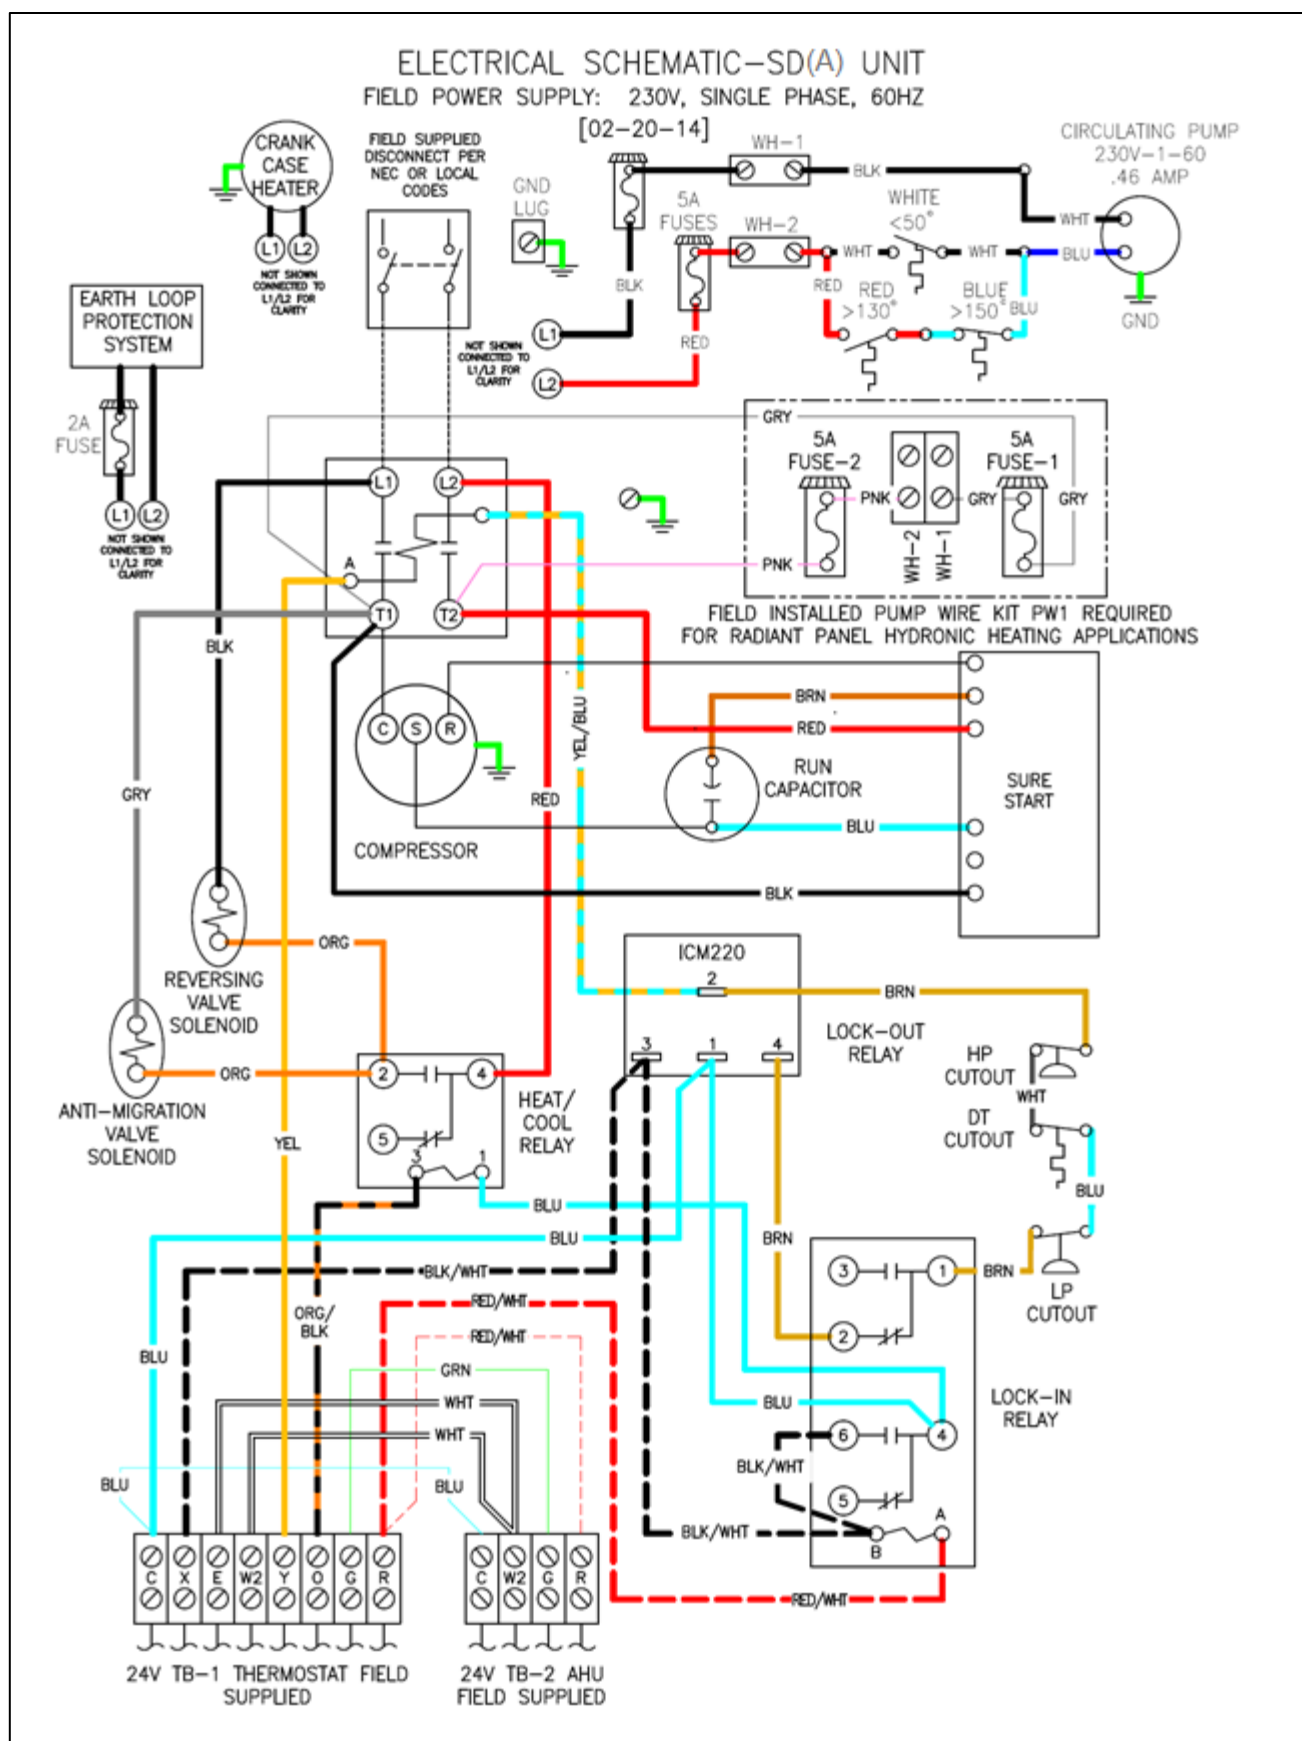 ELECTRICAL SCHEMATIC-SD(A) UNIT
FIELD POWER SUPPLY: 230V, SINGLE PHASE, 60HZ
[02-20-14]
CRANK
CASE
HEATER
L1 L2
NOT SHOWN
CONNECTED TO
L1/L2 FOR
CLARITY
FIELD SUPPLIED
DISCONNECT PER
NEC OR LOCAL
CODES
GND
LUG
5A
FUSES
WH-1
BLK
WH-2
WHT
WHITE
<50°
WHT
RED
RED
>130°
BLUE
>150°
BLU
CIRCULATING PUMP
230V-1-60
.46 AMP
WHT
BLU
GND
BLK
RED
L1
NOT SHOWN
CONNECTED TO
L1/L2 FOR
CLARITY
L2
EARTH LOOP
PROTECTION
SYSTEM
2A
FUSE
L1 L2
NOT SHOWN
CONNECTED TO
L1/L2 FOR
CLARITY
GRY
5A
FUSE-2
5A
FUSE-1
PNK
GRY
GRY
WH-2
WH-1
PNK
FIELD INSTALLED PUMP WIRE KIT PW1 REQUIRED
FOR RADIANT PANEL HYDRONIC HEATING APPLICATIONS
L1 L2
A
T1 T2
BLK
GRY
C S R
COMPRESSOR
RED
YEL/BLU
BRN
RED
RUN
CAPACITOR
BLU
BLK
SURE
START
REVERSING
VALVE
SOLENOID
ORG
ANTI-MIGRATION
VALVE
SOLENOID
ORG
YEL
2 4
5
3 1
HEAT/
COOL
RELAY
ICM220
2
3 1 4
BRN
LOCK-OUT
RELAY
HP
CUTOUT
WHT
DT
CUTOUT
BLU
LP
CUTOUT
BRN
BLU
BLU
BRN
BLK/WHT
RED/WHT
RED/WHT
ORG/
BLK
BLU
GRN
WHT
WHT
BLU
BLU
3 1
2
LOCK-IN
RELAY
BLU
6 4
BLK/WHT
5
A
B
BLK/WHT
RED/WHT
C X E W2 Y O G R
24V TB-1 THERMOSTAT FIELD
SUPPLIED
C W2 G R
24V TB-2 AHU
FIELD SUPPLIED